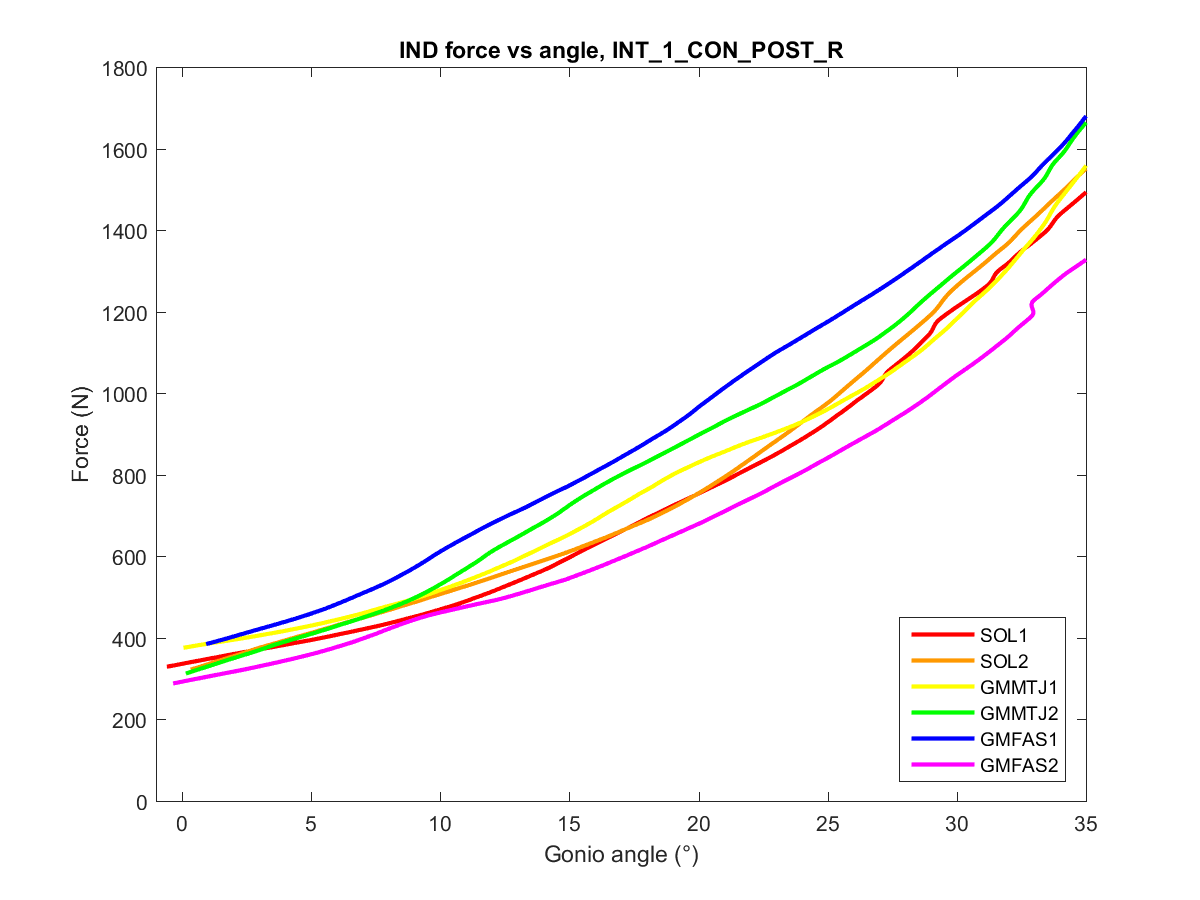 IND force vs angle, INT_1_CON_POST_R
1800
1600
1400
1200
1000
800
600
400
200
0
Force (N)
0 5 10 15 20 25 30 35
Gonio angle (°)
SOL1
SOL2
GMMTJ1
GMMTJ2
GMFAS1
GMFAS2